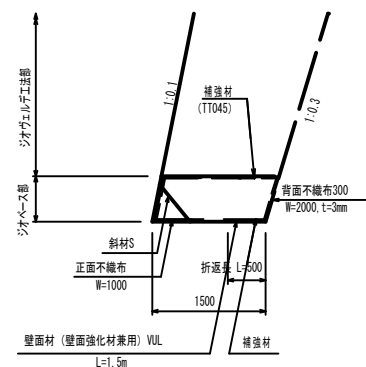 ジオヴェルデ工法部
ジオベース部
1:0.1
1:0.3
補強材
(TT045)
背面不織布300
W=2000,t=3mm
斜材S
正面不織布
W=1000
折返長 L=500
1500
壁面材（壁面強化材兼用）VUL
L=1.5m
補強材